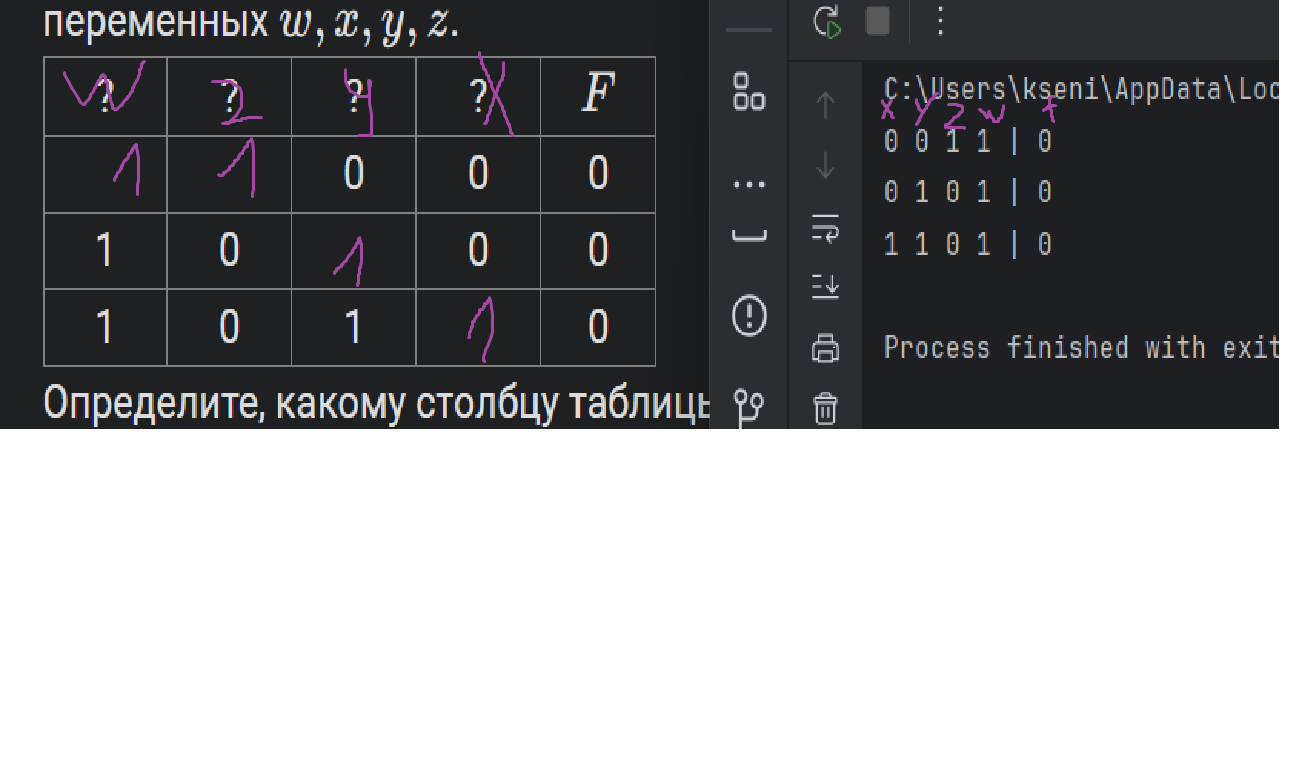 переменных w, x, y, z.
? ? ? ? F
w z y x
1 1 0 0 0
1 0 1 0 0
1 0 1 1 0
Определите, какому столбцу таблицы
C:\Users\kseni\AppData\Loc
x y z w f
0 0 1 1 | 0
0 1 0 1 | 0
1 1 0 1 | 0
Process finished with exit